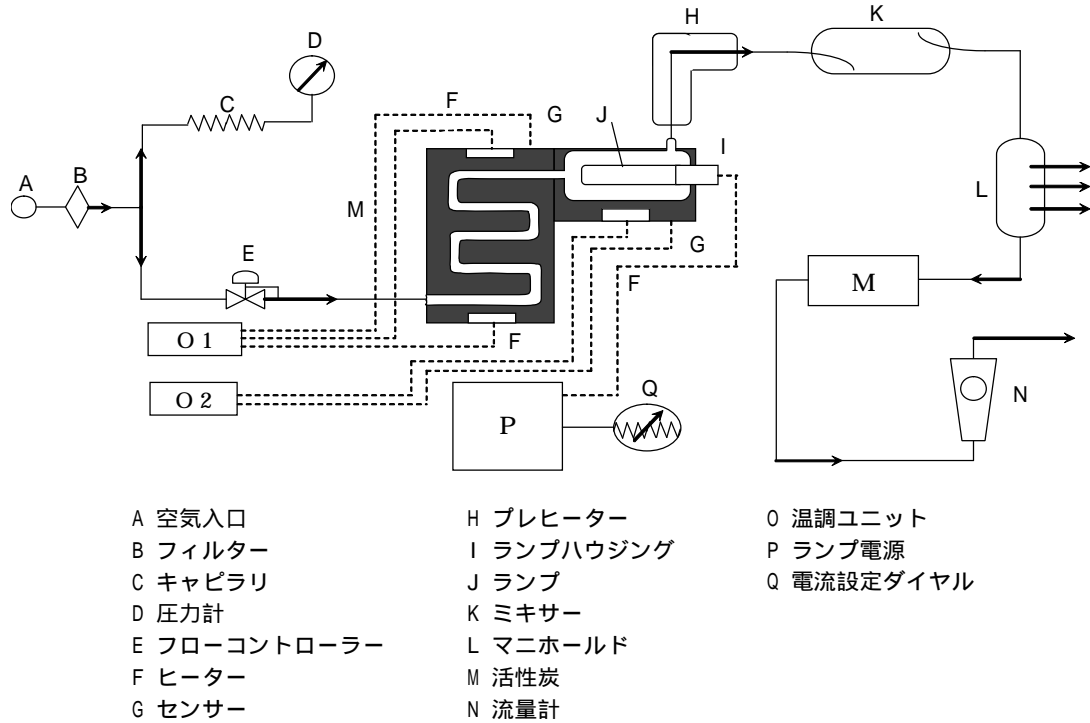 H
K
D
F
G
J
I
C
A
B
M
L
E
G
F
M
O 1
F
O 2
P
Q
N
A 空気入口
B フィルター
C キャピラリ
D 圧力計
E フローコントローラー
F ヒーター
G センサー
H プレヒーター
I ランプハウジング
J ランプ
K ミキサー
L マニホールド
M 活性炭
N 流量計
O 温調ユニット
P ランプ電源
Q 電流設定ダイヤル